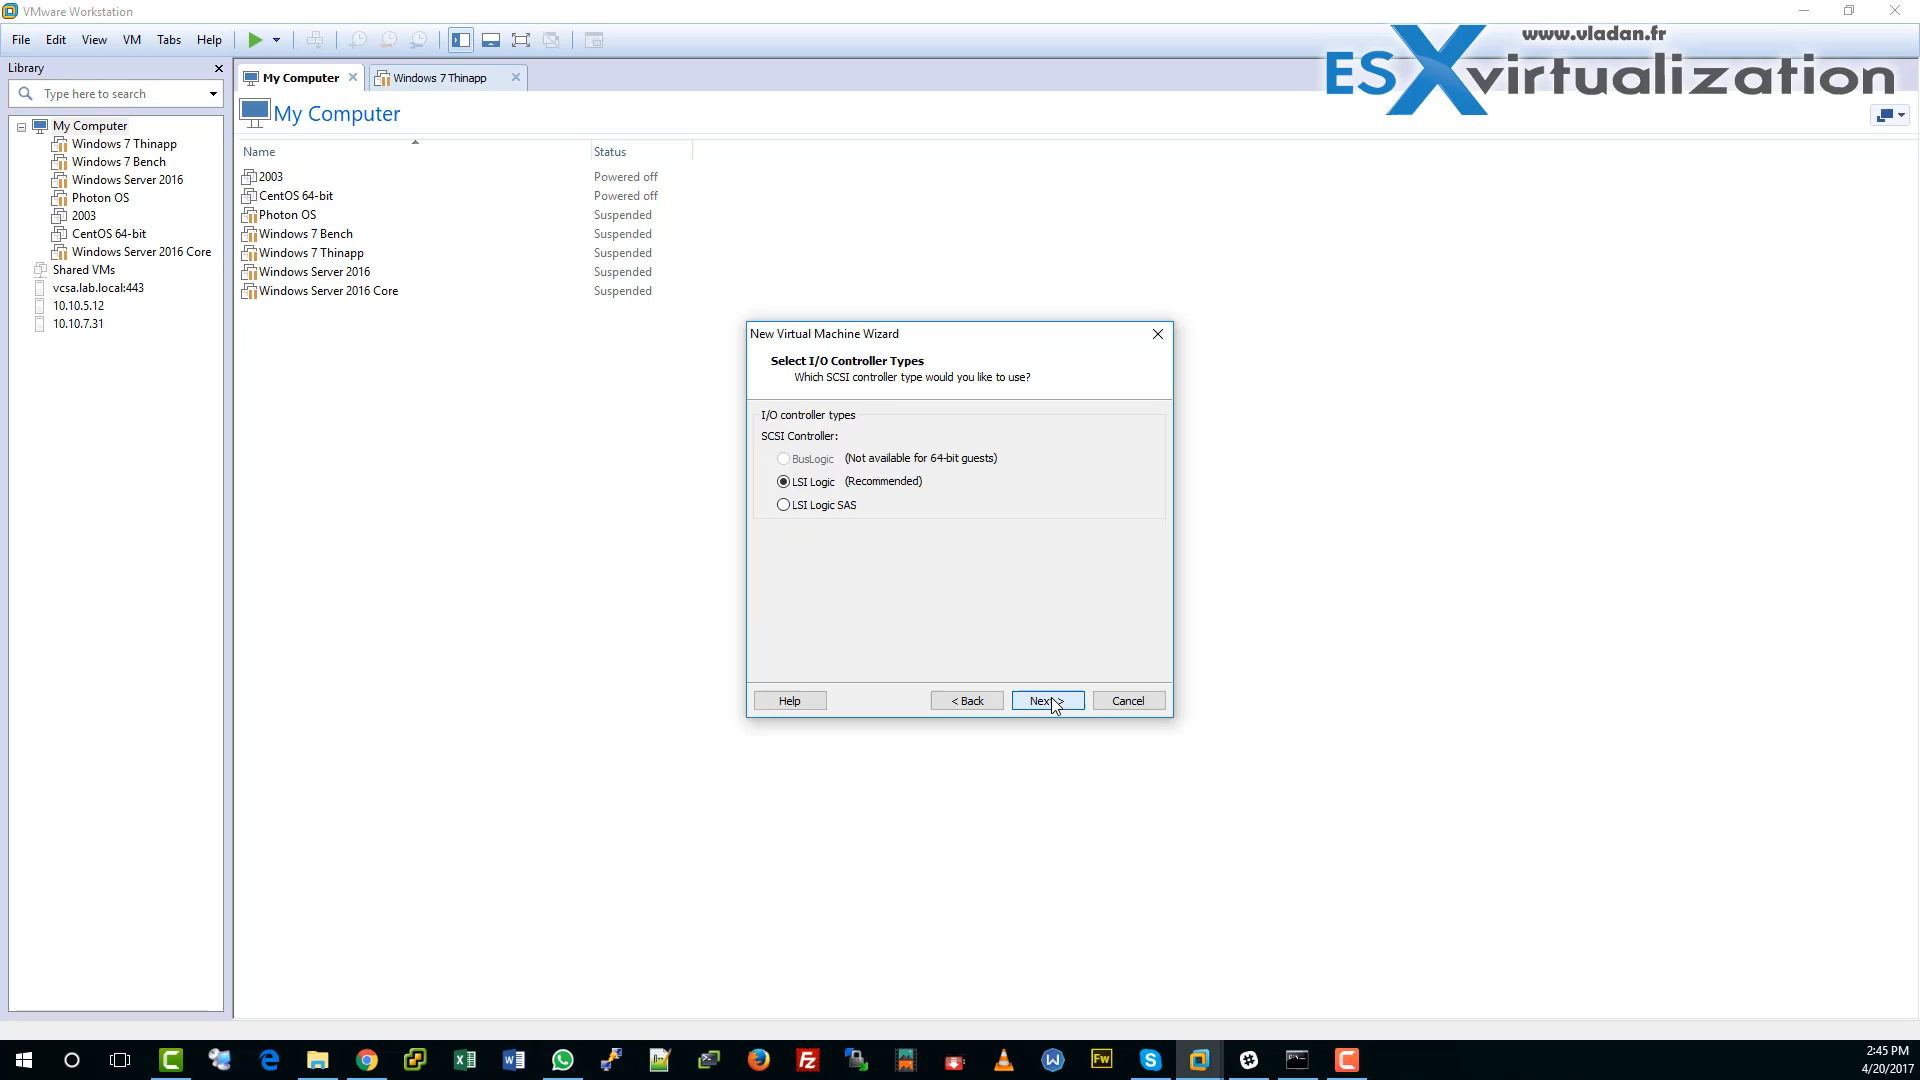 VMware Workstation
File Edit View VM Tabs Help
www.vladan.fr
ESXvirtualization
Library
Type here to search
My Computer
Windows 7 Thinapp
Windows 7 Bench
Windows Server 2016
Photon OS
2003
CentOS 64-bit
Windows Server 2016 Core
Shared VMs
vcsa.lab.local:443
10.10.5.12
10.10.7.31
My Computer
Windows 7 Thinapp
My Computer
Name Status
2003 Powered off
CentOS 64-bit Powered off
Photon OS Suspended
Windows 7 Bench Suspended
Windows 7 Thinapp Suspended
Windows Server 2016 Suspended
Windows Server 2016 Core Suspended
New Virtual Machine Wizard
Select I/O Controller Types
Which SCSI controller type would you like to use?
I/O controller types
SCSI Controller:
BusLogic (Not available for 64-bit guests)
LSI Logic (Recommended)
LSI Logic SAS
Help < Back Next > Cancel
Fw
2:45 PM
4/20/2017